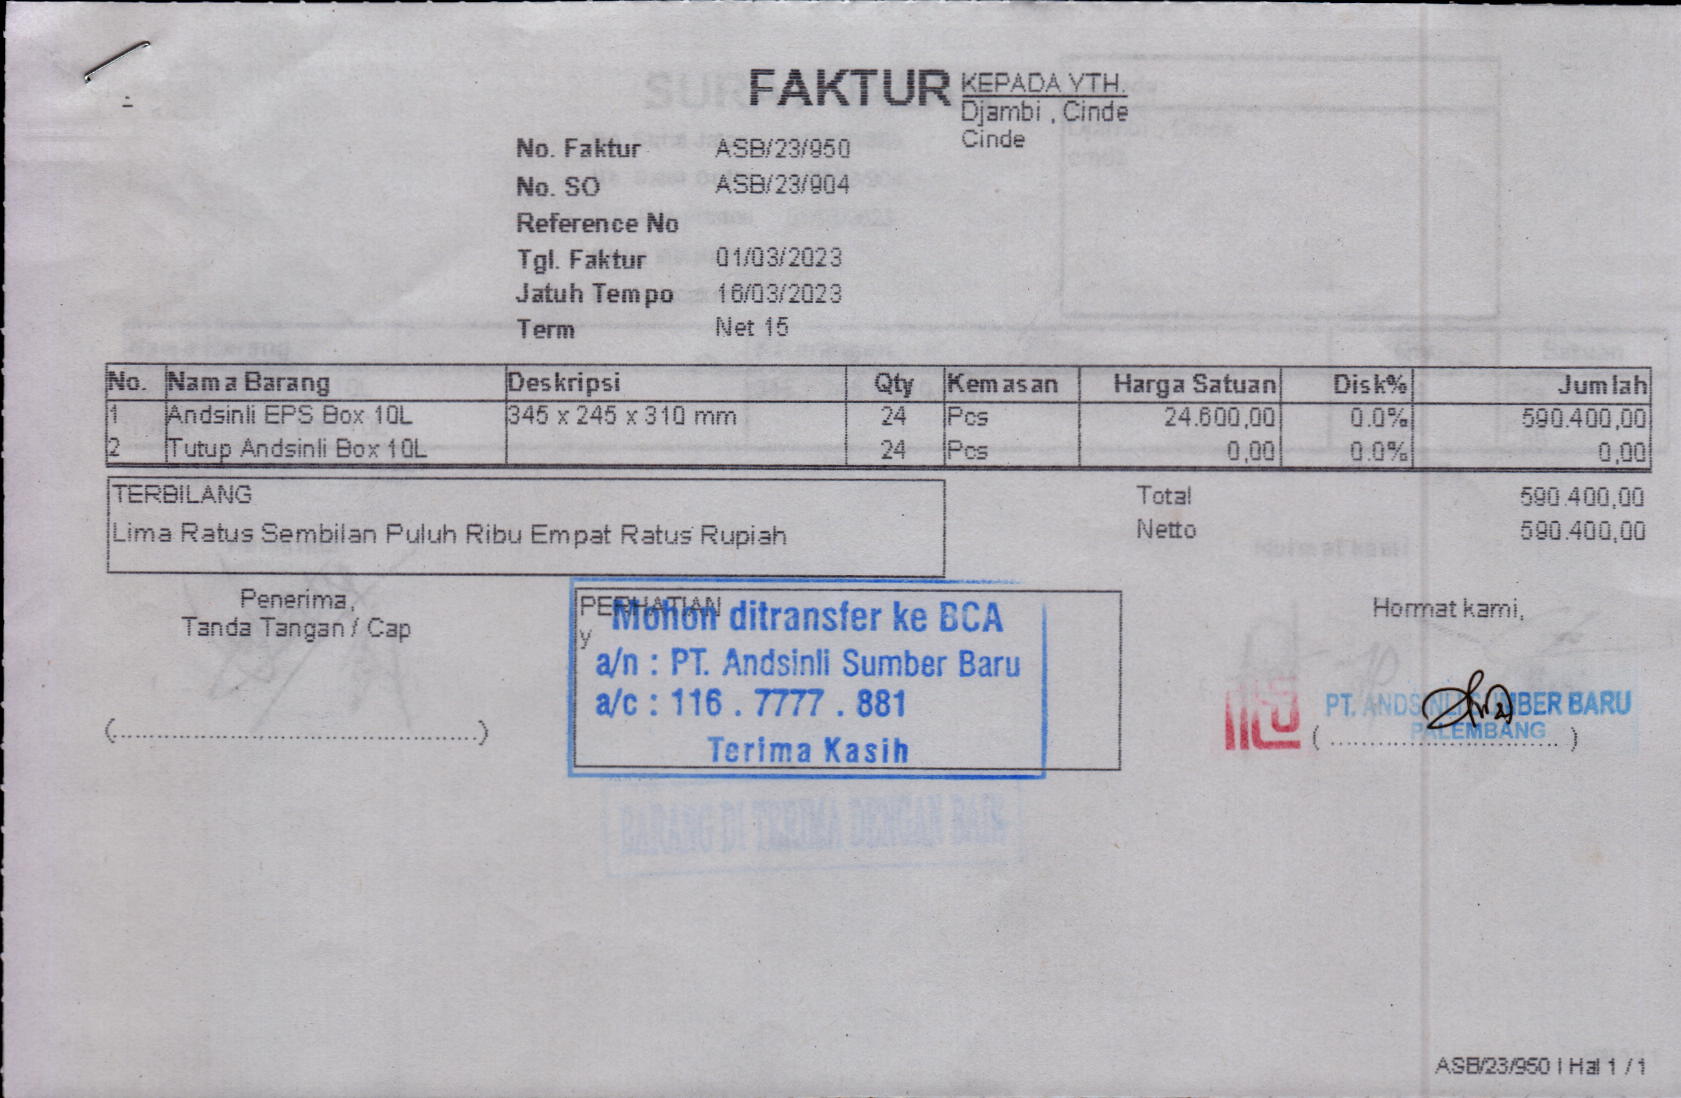 FAKTUR
KEPADA YTH.
Djambi , Cinde
Cinde
No. Faktur ASB/23/950
No. SO ASB/23/904
Reference No
Tgl. Faktur 01/03/2023
Jatuh Tempo 16/03/2023
Term Net 15
No. Nama Barang Deskripsi Qty Kemasan Harga Satuan Disk% Jumlah
1 Andsinli EPS Box 10L 345 x 245 x 310 mm 24 Pcs 24.600,00 0.0% 590.400,00
2 Tutup Andsinli Box 10L 24 Pcs 0,00 0.0% 0,00
TERBILANG
Lima Ratus Sembilan Puluh Ribu Empat Ratus Rupiah
Total 590.400,00
Netto 590.400,00
Penerima,
Tanda Tangan / Cap
(.....................................................)
PERHATIAN
y
Mohon ditransfer ke BCA
a/n : PT. Andsinli Sumber Baru
a/c : 116 . 7777 . 881
Terima Kasih
Hormat kami,
PT. ANDSINLI SUMBER BARU
PALEMBANG
( .................................. )
BARANG DI TERIMA DENGAN BAIK
ASB/23/950 | Hal 1 / 1